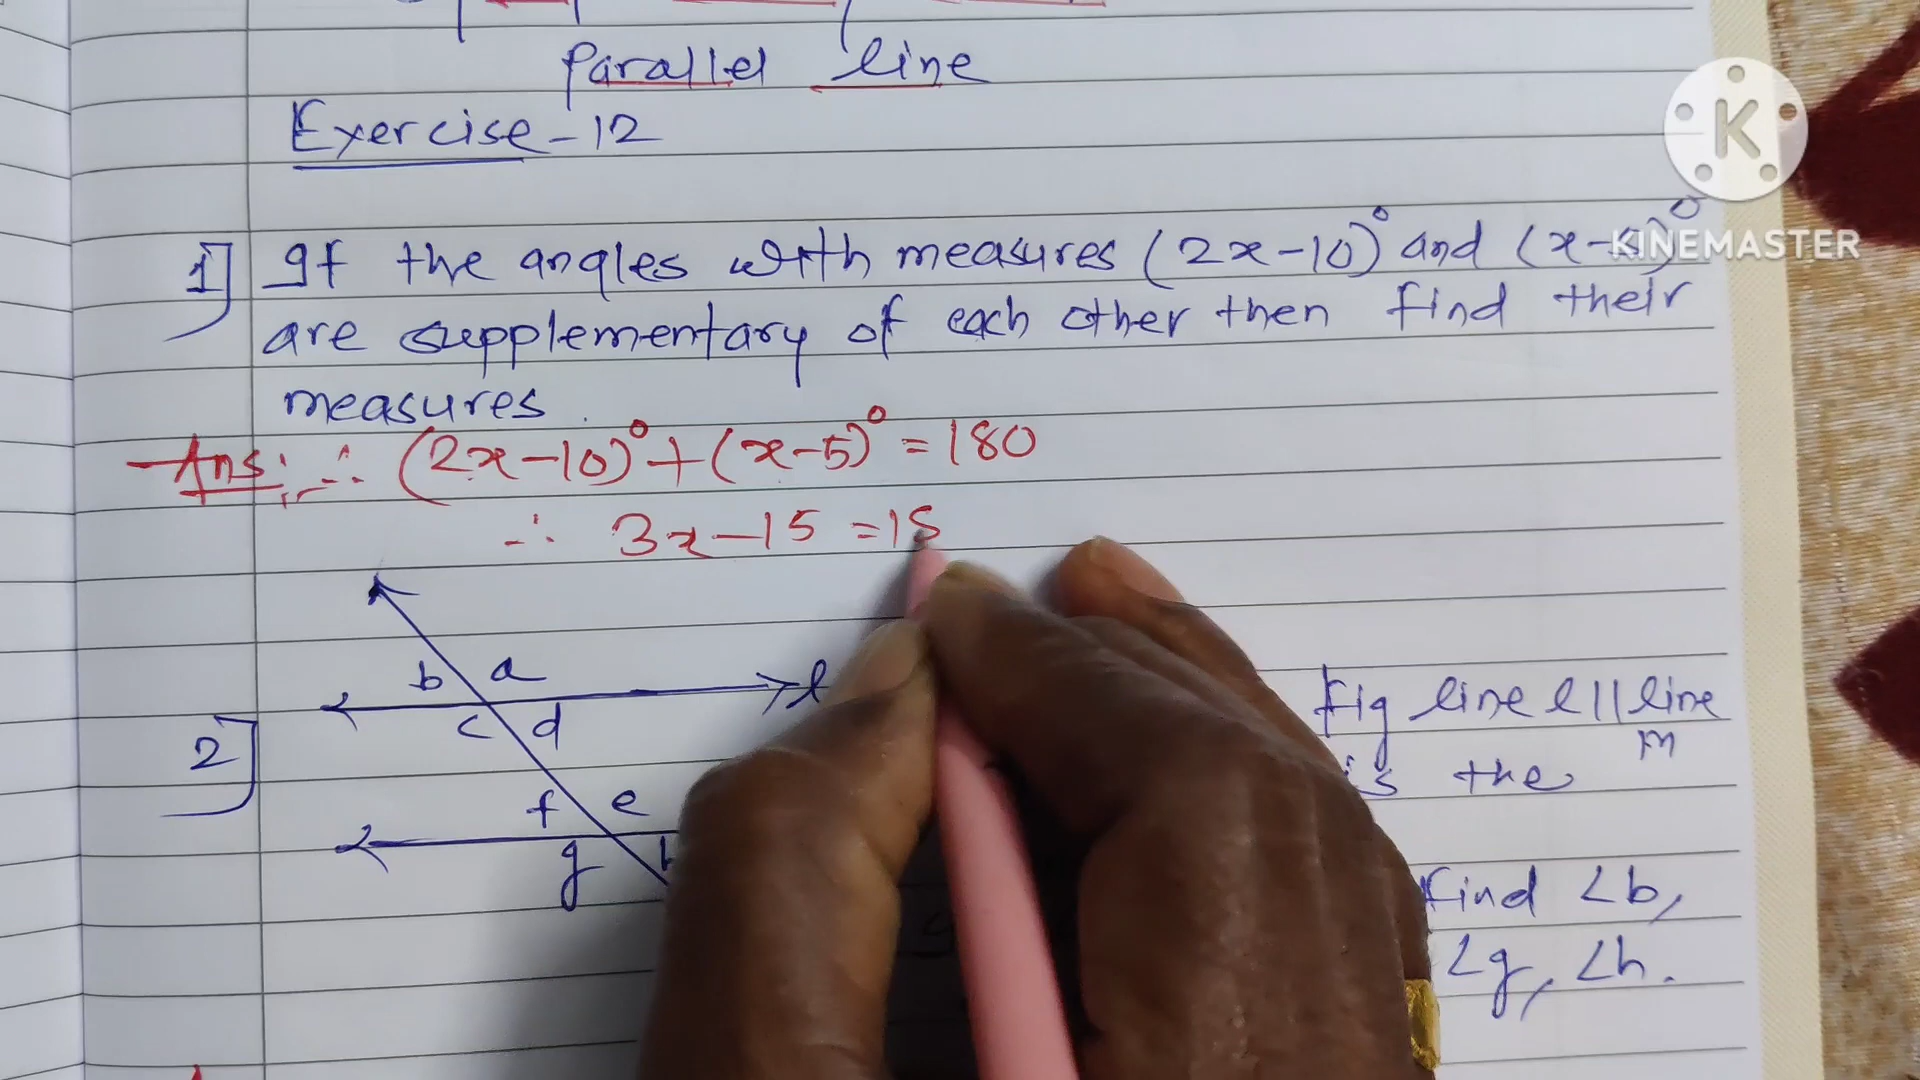 Parallel line
Exercise-12
1] If the angles with measures (2x-10)° and (x-5)°
are supplementary of each other then find their
measures.
Ans: ∴ (2x-10)°+(x-5)° = 180
∴ 3x-15 =18
b a l
c d
2]
f e
g
Fig line l||line
m
is the
find <b,
<g, <h.
K
KINEMASTER